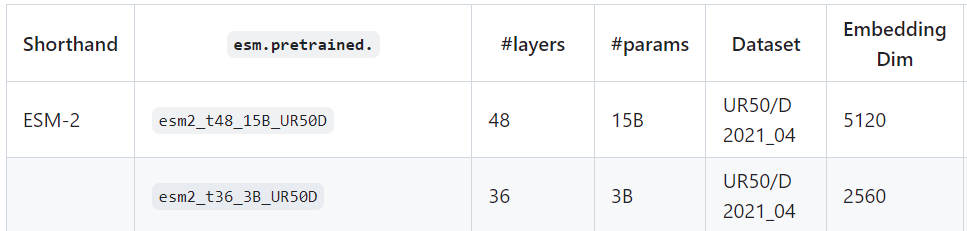 Shorthand esm.pretrained. #layers #params Dataset Embedding Dim
ESM-2 esm2_t48_15B_UR50D 48 15B UR50/D 2021_04 5120
esm2_t36_3B_UR50D 36 3B UR50/D 2021_04 2560